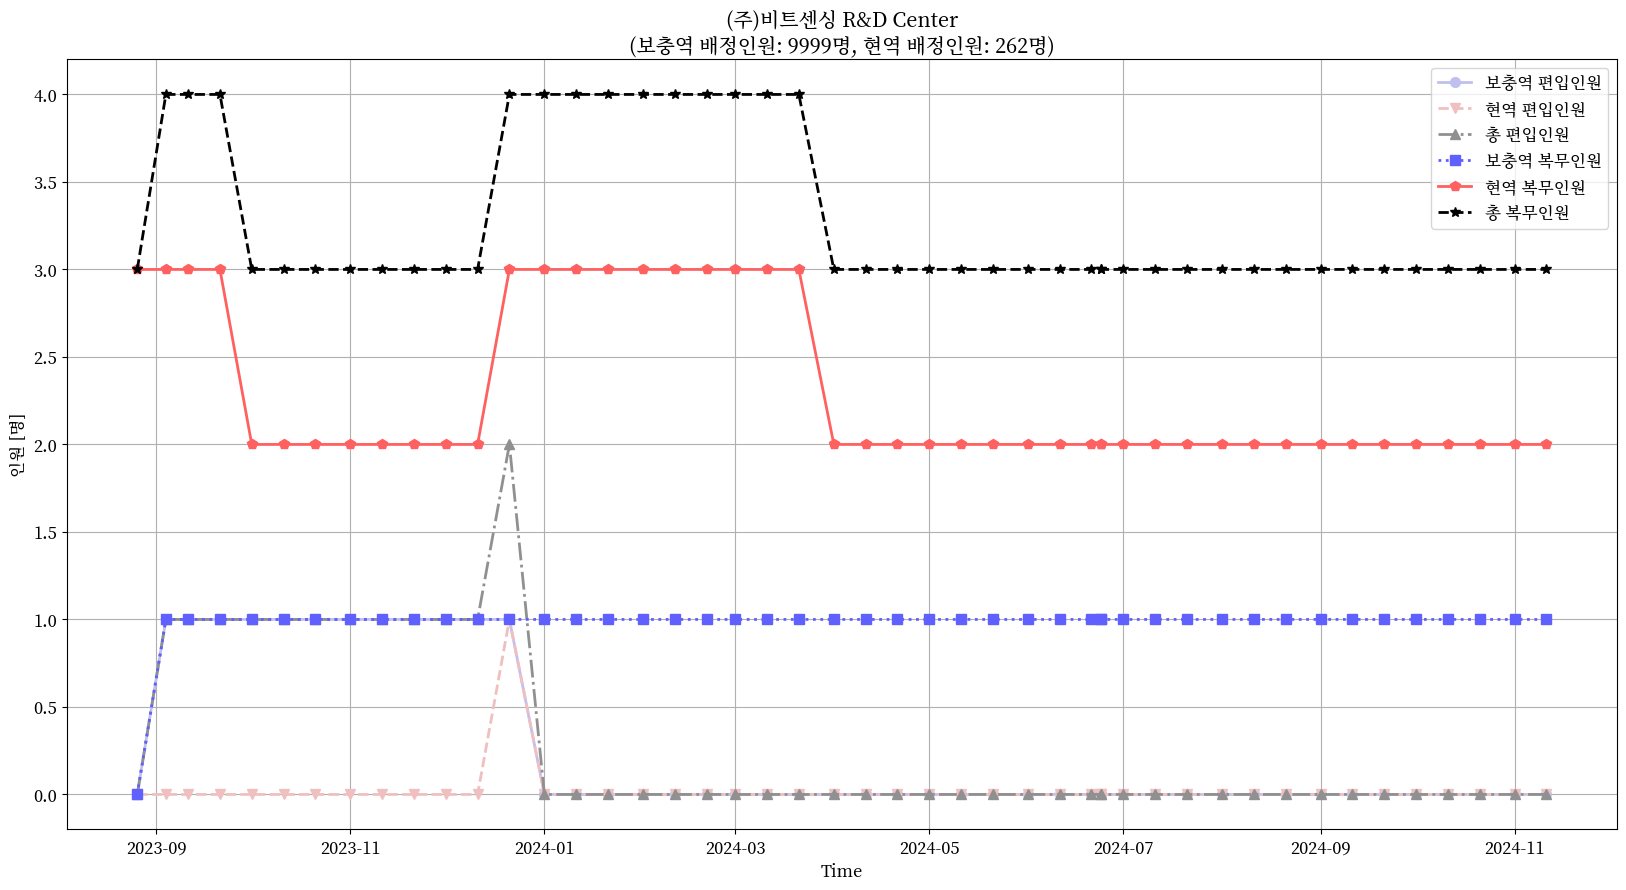 (주)비트센싱 R&D Center
(보충역 배정인원: 9999명, 현역 배정인원: 262명)
보충역 편입인원
현역 편입인원
총 편입인원
보충역 복무인원
현역 복무인원
총 복무인원
인원 [명]
4.0
3.5
3.0
2.5
2.0
1.5
1.0
0.5
0.0
2023-09 2023-11 2024-01 2024-03 2024-05 2024-07 2024-09 2024-11
Time